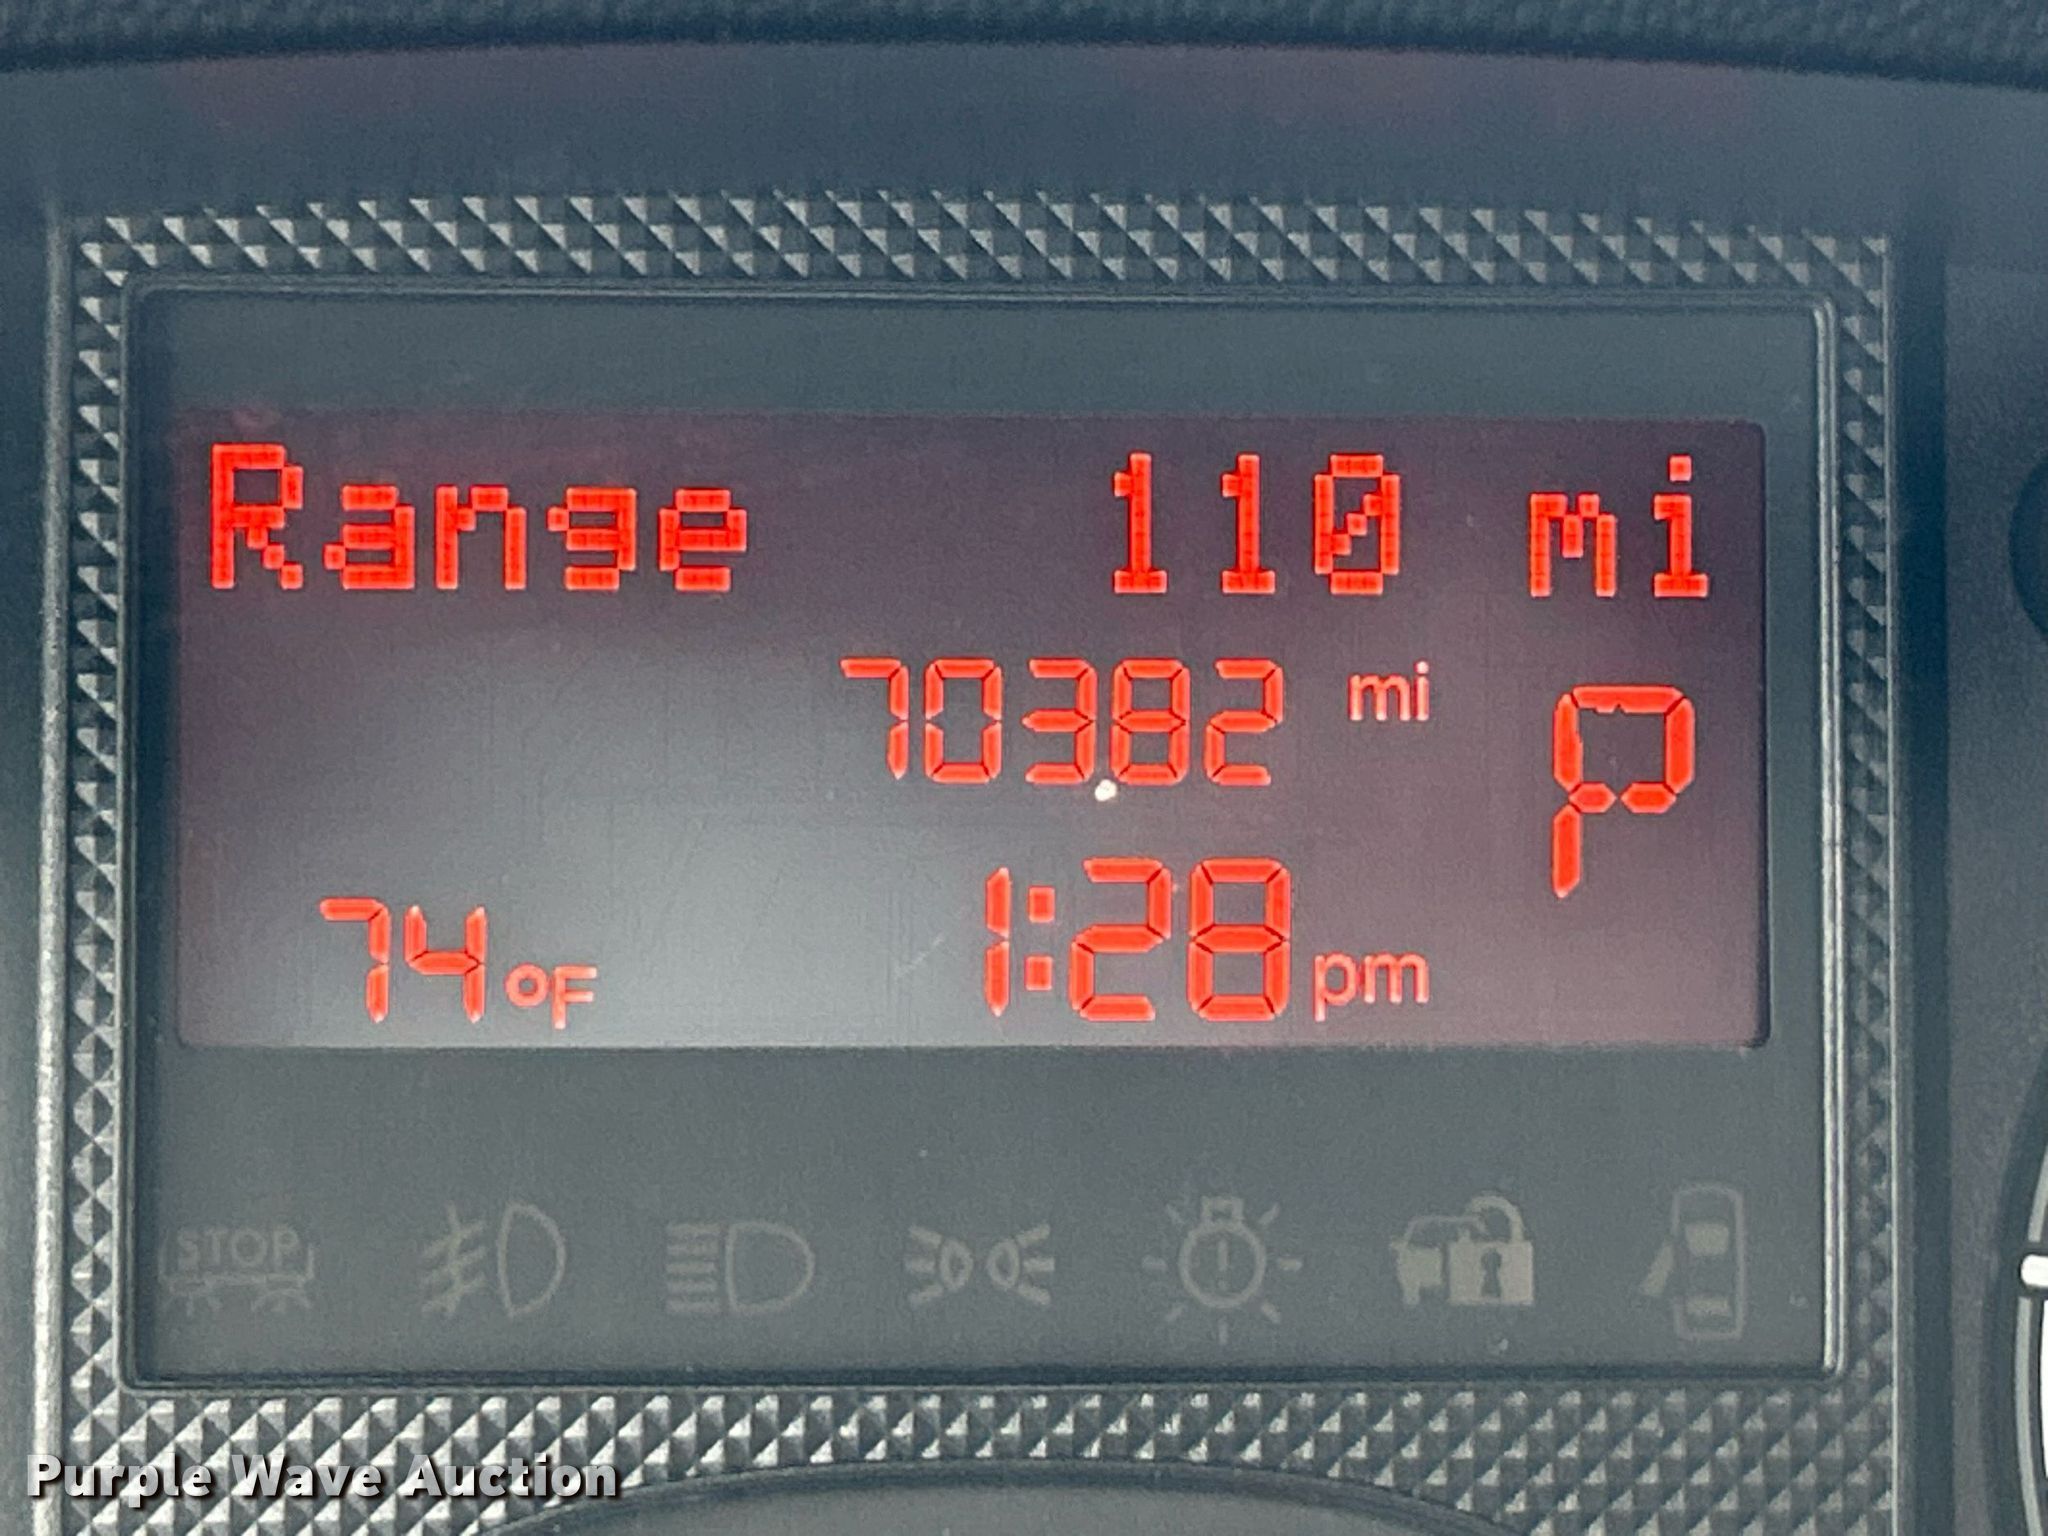 Range 110 mi
70382 mi
P
74 °F 1:28 pm
STOP
Purple Wave Auction